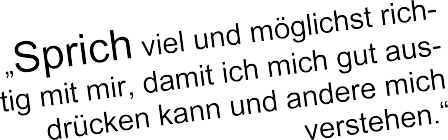 „Sprich viel und möglichst rich-
tig mit mir, damit ich mich gut aus-
drücken kann und andere mich
verstehen.“